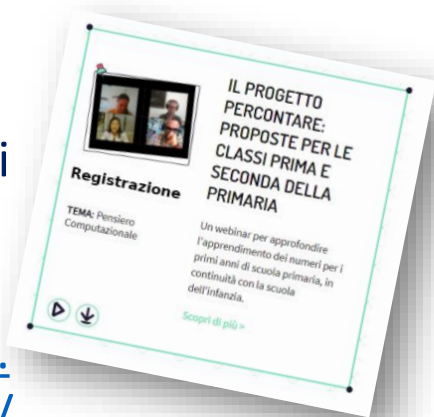 IL PROGETTO
PERCONTARE:
PROPOSTE PER LE
CLASSI PRIMA E
SECONDA DELLA
PRIMARIA
Registrazione
TEMA: Pensiero
Computazionale
Un webinar per approfondire
l'apprendimento dei numeri per i
primi anni di scuola primaria, in
continuità con la scuola
dell'infanzia.
Scopri di più >
i
.
/